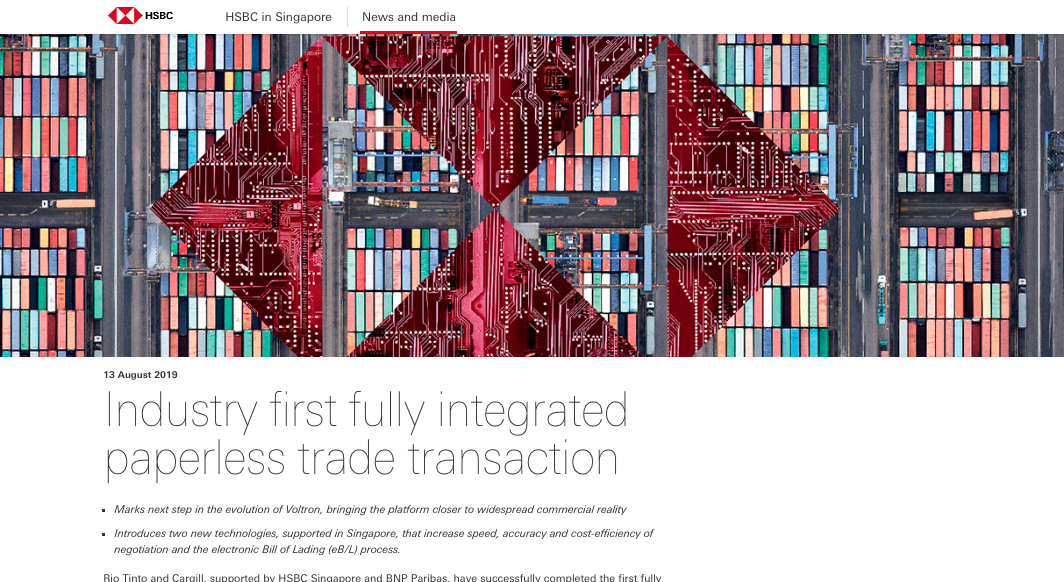 HSBC
HSBC in Singapore
News and media
13 August 2019
Industry first fully integrated
paperless trade transaction
Marks next step in the evolution of Voltron, bringing the platform closer to widespread commercial reality
Introduces two new technologies, supported in Singapore, that increase speed, accuracy and cost-efficiency of
negotiation and the electronic Bill of Lading (eB/L) process.
Rio Tinto and Cargill, supported by HSBC Singapore and BNP Paribas, have successfully completed the first fully